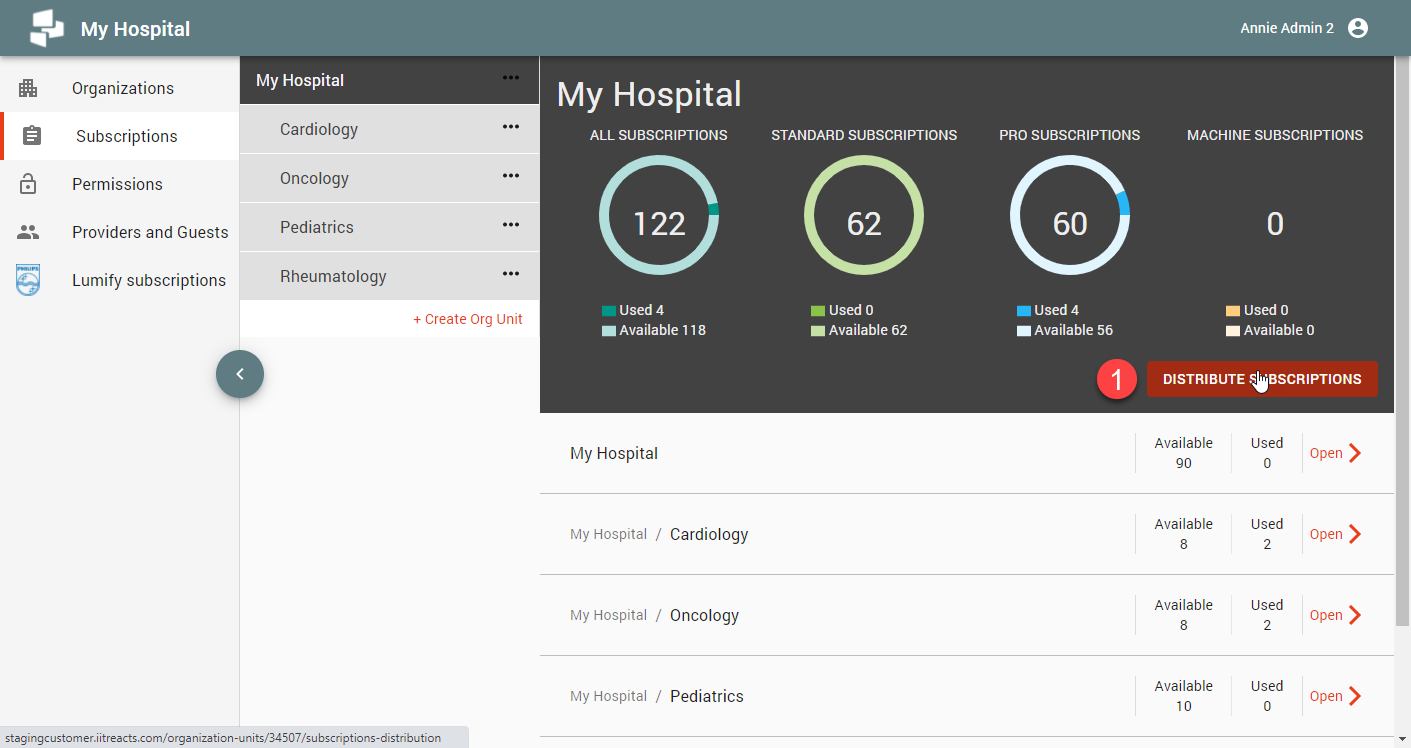 My Hospital
Annie Admin 2
Organizations
Subscriptions
Permissions
Providers and Guests
PHILIPS
Lumify subscriptions
My Hospital
Cardiology
Oncology
Pediatrics
Rheumatology
+ Create Org Unit
My Hospital
ALL SUBSCRIPTIONS
122
Used 4
Available 118
STANDARD SUBSCRIPTIONS
62
Used 0
Available 62
PRO SUBSCRIPTIONS
60
Used 4
Available 56
MACHINE SUBSCRIPTIONS
0
Used 0
Available 0
1
DISTRIBUTE SUBSCRIPTIONS
My Hospital
Available
90
Used
0
Open
My Hospital / Cardiology
Available
8
Used
2
Open
My Hospital / Oncology
Available
8
Used
2
Open
My Hospital / Pediatrics
Available
10
Used
0
Open
stagingcustomer.iitreacts.com/organization-units/34507/subscriptions-distribution